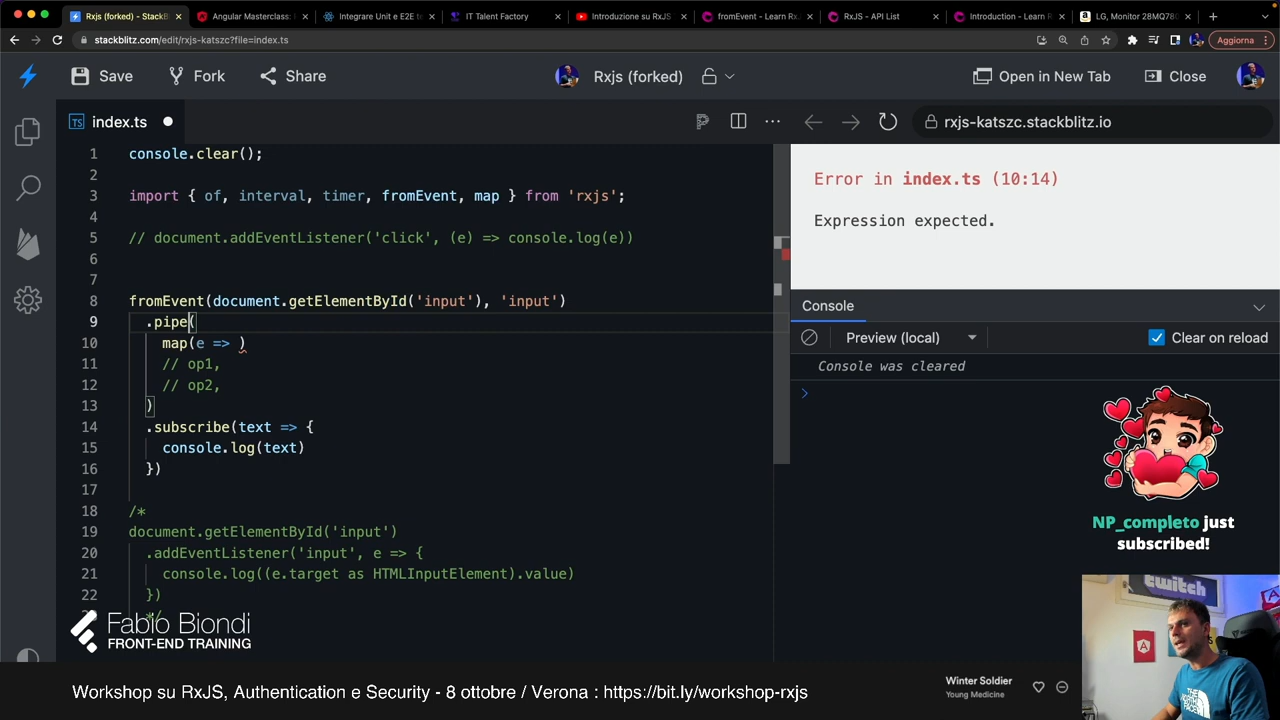 Rxjs (forked) - StackB
Angular Masterclass:
Integrare Unit e E2E te
IT Talent Factory
Introduzione su RxJS
fromEvent - Learn RxJ
RxJS - API List
Introduction - Learn R
LG, Monitor 28MQ780
stackblitz.com/edit/rxjs-katszc?file=index.ts
Aggiorna
Save
Fork
Share
Rxjs (forked)
Open in New Tab
Close
TS index.ts
rxjs-katszc.stackblitz.io
1 console.clear();
2
3 import { of, interval, timer, fromEvent, map } from 'rxjs';
4
5 // document.addEventListener('click', (e) => console.log(e))
6
7
8 fromEvent(document.getElementById('input'), 'input')
9 .pipe(
10 map(e => )
11 // op1,
12 // op2,
13 )
14 .subscribe(text => {
15 console.log(text)
16 })
17
18 /*
19 document.getElementById('input')
20 .addEventListener('input', e => {
21 console.log((e.target as HTMLInputElement).value)
22 })
*/
Error in index.ts (10:14)
Expression expected.
Console
Preview (local)
Clear on reload
Console was cleared
NP_completo just
subscribed!
twitch
Fabio Biondi
FRONT-END TRAINING
Workshop su RxJS, Authentication e Security - 8 ottobre / Verona : https://bit.ly/workshop-rxjs
Winter Soldier
Young Medicine